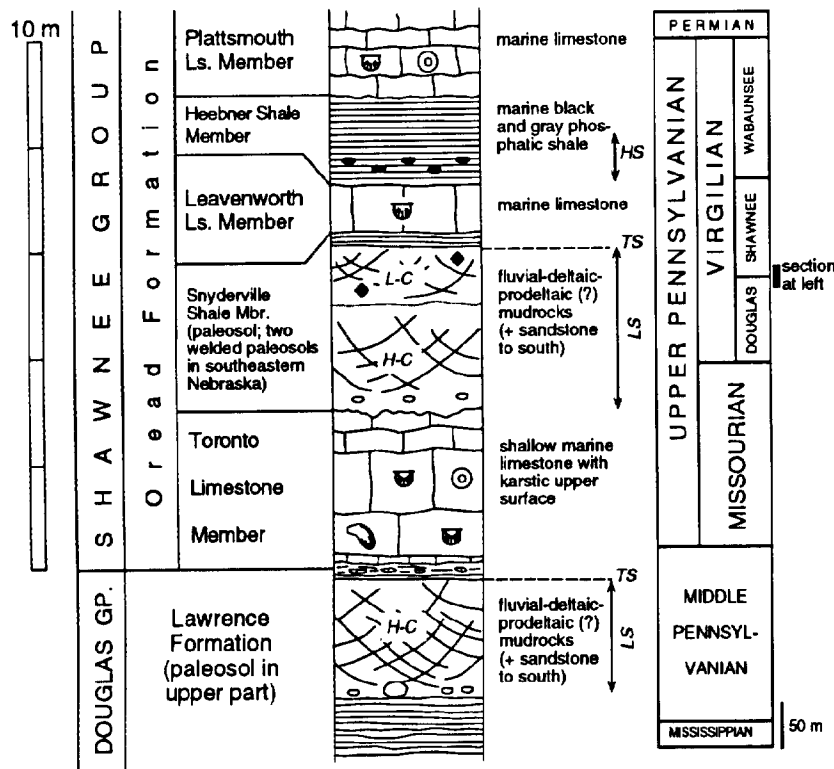 10 m
SHAWNEE GROUP
DOUGLAS GP.
Oread Formation
Plattsmouth
Ls. Member
Heebner Shale
Member
Leavenworth
Ls. Member
Snyderville
Shale Mbr.
(paleosol; two
welded paleosols
in southeastern
Nebraska)
Toronto
Limestone
Member
Lawrence
Formation
(paleosol in
upper part)
L-C
H-C
H-C
marine limestone
marine black
and gray phos-
phatic shale
HS
marine limestone
TS
fluvial-deltaic-
prodeltaic (?)
mudrocks
(+ sandstone
to south)
LS
shallow marine
limestone with
karstic upper
surface
TS
fluvial-deltaic-
prodeltaic (?)
mudrocks
(+ sandstone
to south)
LS
PERMIAN
UPPER PENNSYLVANIAN
VIRGILIAN
WABAUNSEE
SHAWNEE
DOUGLAS
section
at left
MISSOURIAN
MIDDLE
PENNSYL-
VANIAN
MISSISSIPPIAN
50 m